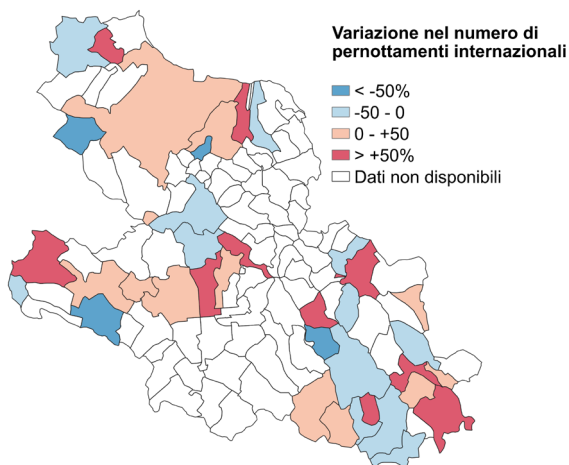 Variazione nel numero di
pernottamenti internazionali
< -50%
-50 - 0
0 - +50
> +50%
Dati non disponibili